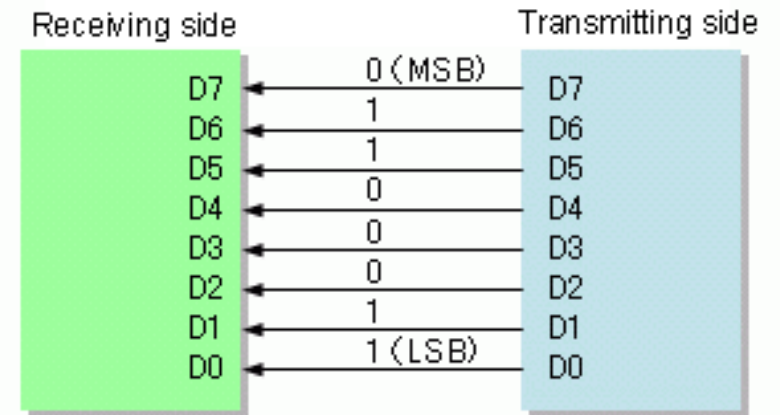 Receiving side Transmitting side
D7 0(MSB) D7
D6 1 D6
D5 1 D5
D4 0 D4
D3 0 D3
D2 0 D2
D1 1 D1
D0 1(LSB) D0